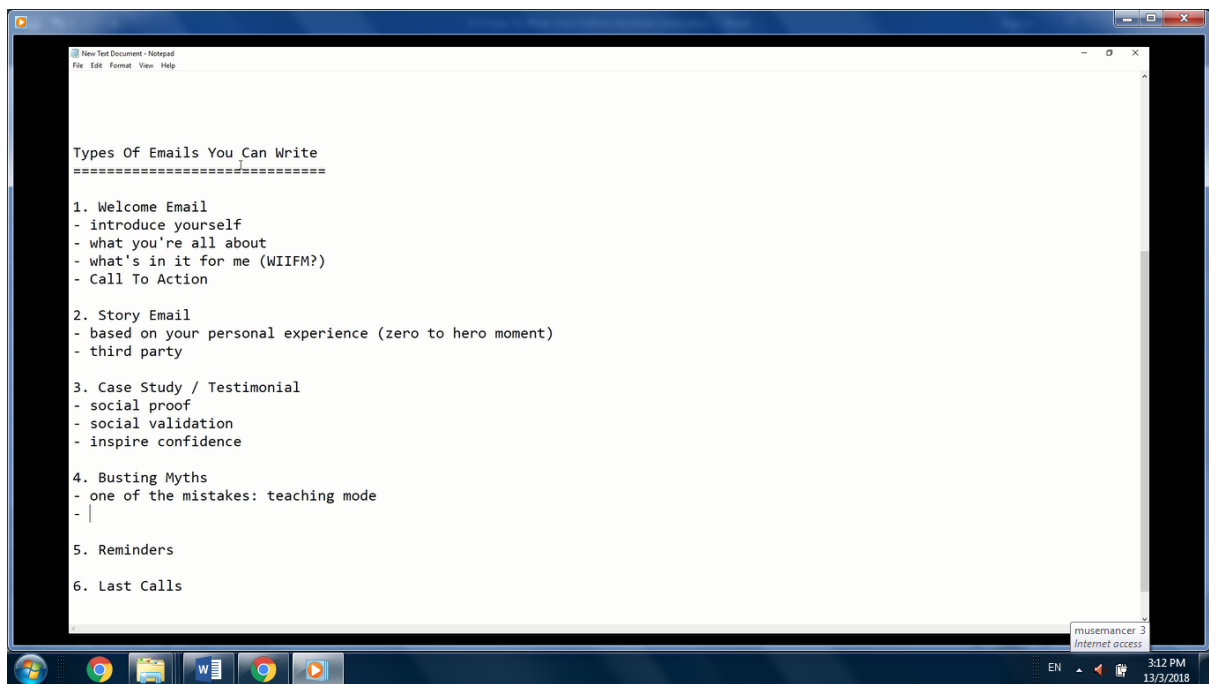 New Text Document - Notepad
File Edit Format View Help
Types Of Emails You Can Write
==============================
1. Welcome Email
- introduce yourself
- what you're all about
- what's in it for me (WIIFM?)
- Call To Action
2. Story Email
- based on your personal experience (zero to hero moment)
- third party
3. Case Study / Testimonial
- social proof
- social validation
- inspire confidence
4. Busting Myths
- one of the mistakes: teaching mode
-
5. Reminders
6. Last Calls
musemancer 3
Internet access
EN
3:12 PM
13/3/2018